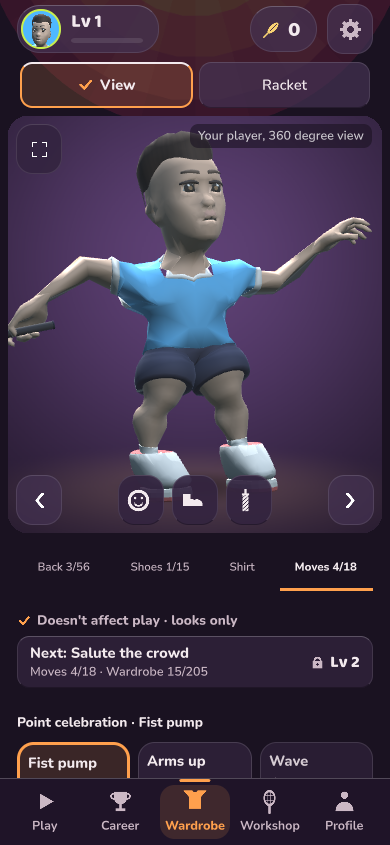 Lv 1
0
View
Racket
Your player, 360 degree view
Back 3/56
Shoes 1/15
Shirt
Moves 4/18
Doesn't affect play · looks only
Next: Salute the crowd
Moves 4/18 · Wardrobe 15/205
Lv 2
Point celebration · Fist pump
Fist pump
Arms up
Wave
Play
Career
Wardrobe
Workshop
Profile